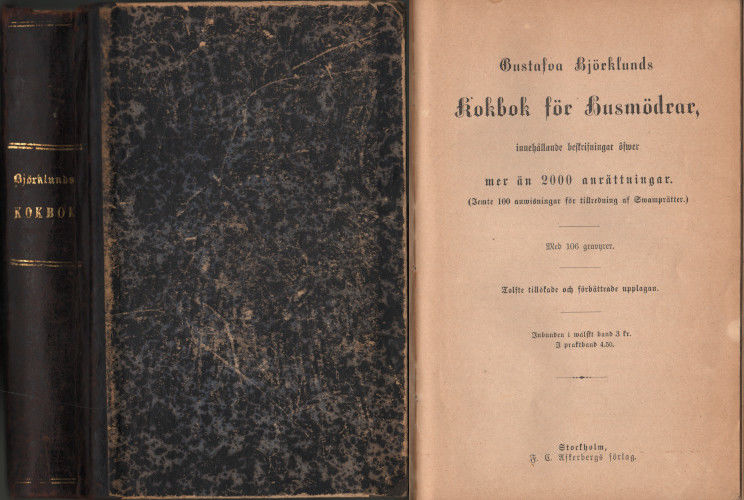 Björklunds
KOKBOK
Gustafva Björklunds
Kokbok för Husmödrar,
innehållande beskrifningar öfwer
mer än 2000 anrättningar.
(Jemte 100 anwisningar för tillredning af Swamprätter.)
Med 106 gravyrer.
Tolfte tillökade och förbättrade upplagan.
Inbunden i walskt band 3 kr.
I praktband 4.50.
Stockholm,
F. C. Askerbergs förlag.